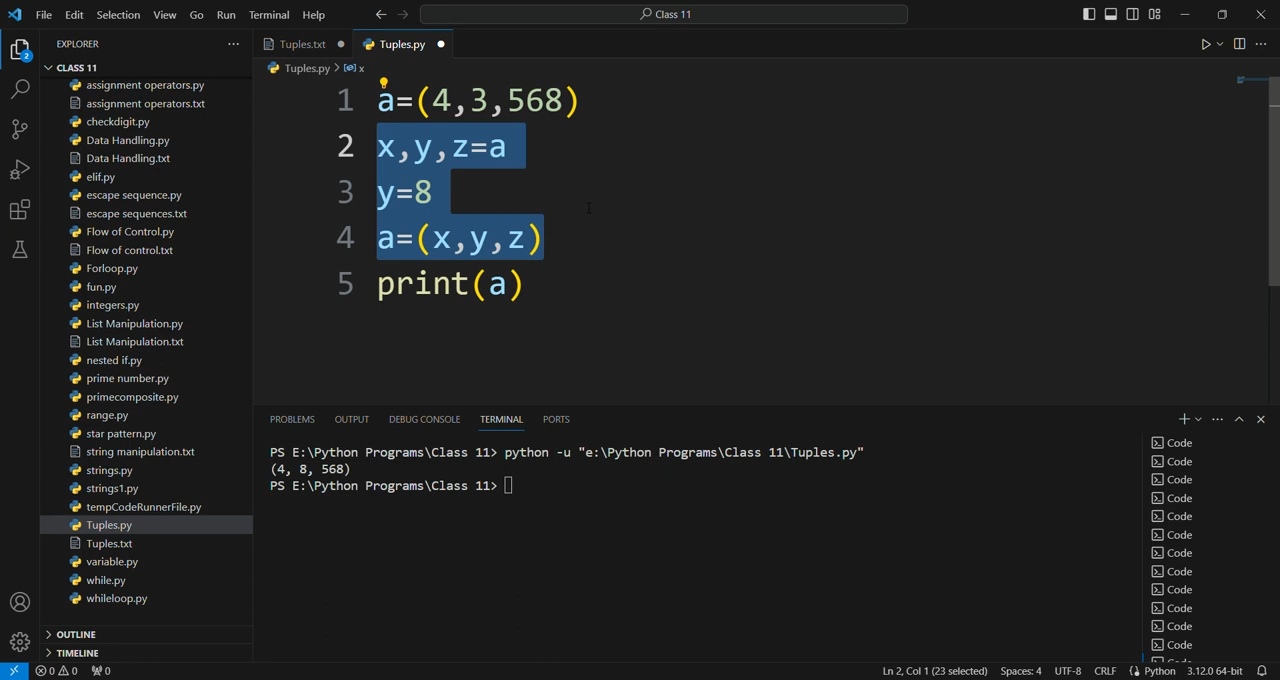 File Edit Selection View Go Run Terminal Help
Class 11
EXPLORER
Tuples.txt
Tuples.py
CLASS 11
Tuples.py > x
assignment operators.py
assignment operators.txt
checkdigit.py
Data Handling.py
Data Handling.txt
elif.py
escape sequence.py
escape sequences.txt
Flow of Control.py
Flow of control.txt
Forloop.py
fun.py
integers.py
List Manipulation.py
List Manipulation.txt
nested if.py
prime number.py
primecomposite.py
range.py
star pattern.py
string manipulation.txt
strings.py
strings1.py
tempCodeRunnerFile.py
Tuples.py
Tuples.txt
variable.py
while.py
whileloop.py
OUTLINE
TIMELINE
2
1 a=(4,3,568)
2 x,y,z=a
3 y=8
4 a=(x,y,z)
5 print(a)
PROBLEMS OUTPUT DEBUG CONSOLE TERMINAL PORTS
PS E:\Python Programs\Class 11> python -u "e:\Python Programs\Class 11\Tuples.py"
(4, 8, 568)
PS E:\Python Programs\Class 11>
Code
Code
Code
Code
Code
Code
Code
Code
Code
Code
Code
Code
0 0 0
Ln 2, Col 1 (23 selected) Spaces: 4 UTF-8 CRLF Python 3.12.0 64-bit